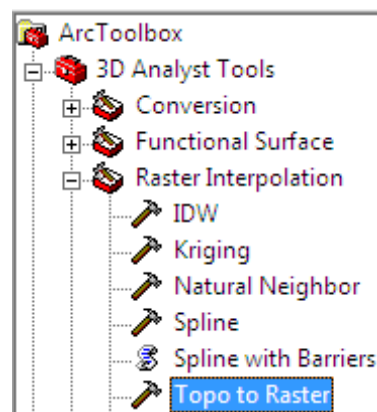 ArcToolbox
3D Analyst Tools
Conversion
Functional Surface
Raster Interpolation
IDW
Kriging
Natural Neighbor
Spline
Spline with Barriers
Topo to Raster